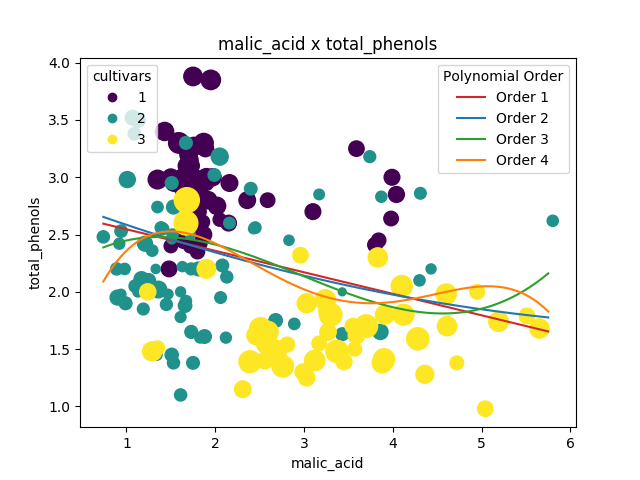 malic_acid x total_phenols
cultivars
1
2
3
Polynomial Order
Order 1
Order 2
Order 3
Order 4
total_phenols
4.0
3.5
3.0
2.5
2.0
1.5
1.0
1 2 3 4 5 6
malic_acid